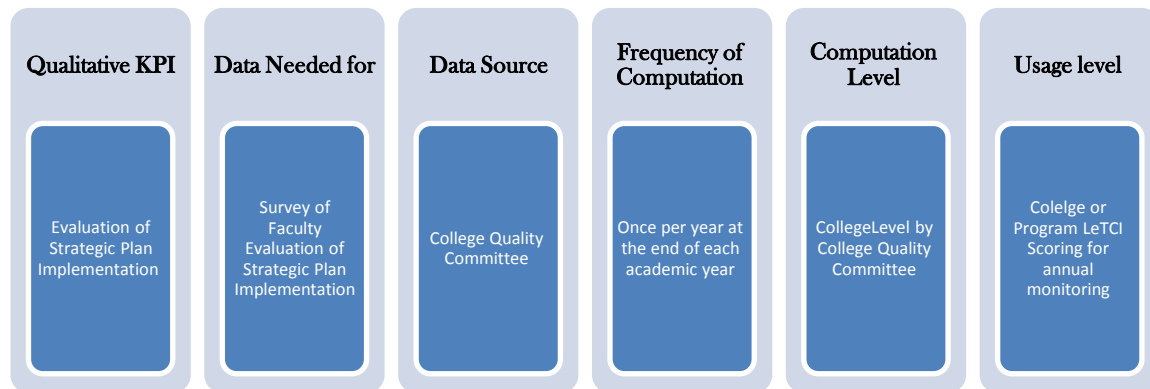 Qualitative KPI
Evaluation of
Strategic Plan
Implementation
Data Needed for
Survey of
Faculty
Evaluation of
Strategic Plan
Implementation
Data Source
College Quality
Committee
Frequency of
Computation
Once per year at
the end of each
academic year
Computation
Level
CollegeLevel by
College Quality
Committee
Usage level
Colelge or
Program LeTCI
Scoring for
annual
monitoring